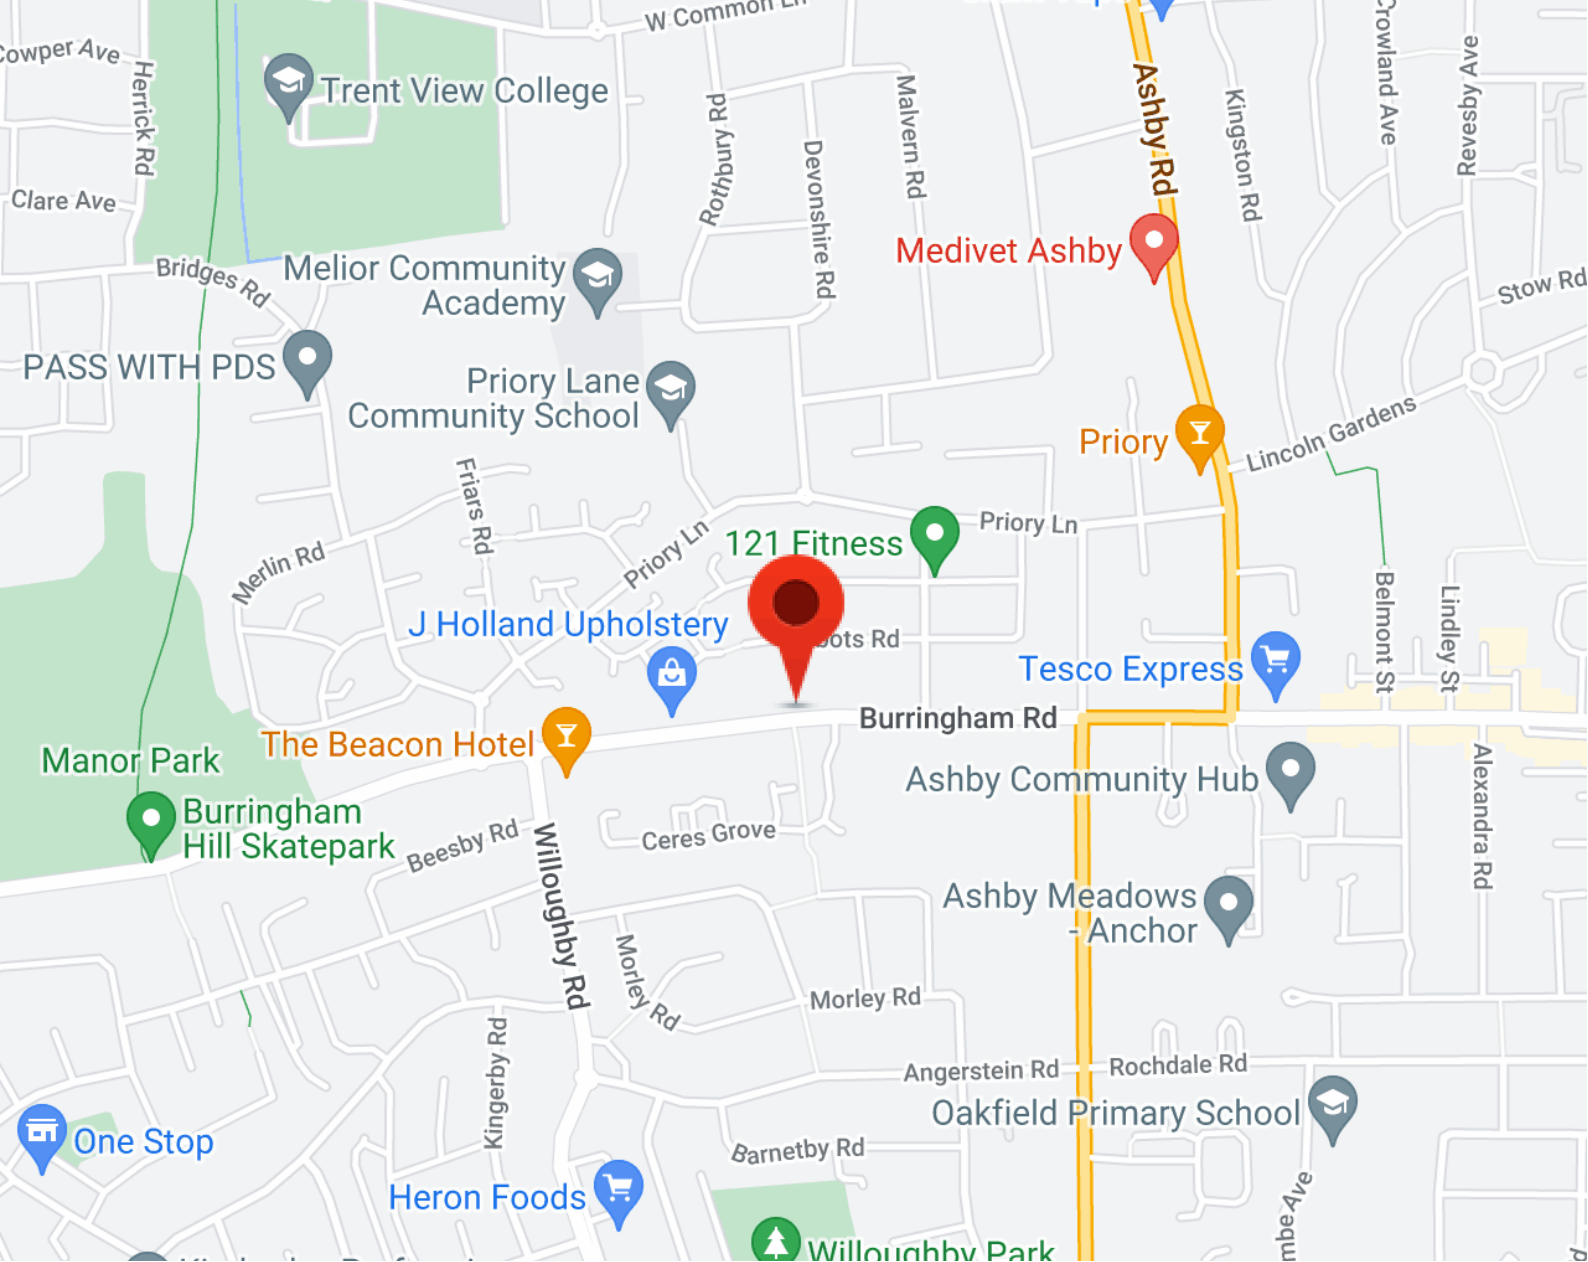 W Common Ln
Cowper Ave
Herrick Rd
Trent View College
Clare Ave
Rothbury Rd
Devonshire Rd
Malvern Rd
Ashby Rd
Kingston Rd
Crowland Ave
Revesby Ave
Medivet Ashby
Melior Community
Academy
Bridges Rd
Stow Rd
PASS WITH PDS
Priory Lane
Community School
Priory
Lincoln Gardens
Friars Rd
Priory Ln
121 Fitness
Priory Ln
Merlin Rd
J Holland Upholstery
Belmont St
Lindley St
Tesco Express
Burringham Rd
The Beacon Hotel
Manor Park
Burringham
Hill Skatepark
Ashby Community Hub
Alexandra Rd
Beesby Rd
Willoughby Rd
Ceres Grove
Ashby Meadows
- Anchor
Morley Rd
Morley Rd
Kingerby Rd
Angerstein Rd
Rochdale Rd
Oakfield Primary School
One Stop
Barnetby Rd
Heron Foods
Willoughby Park